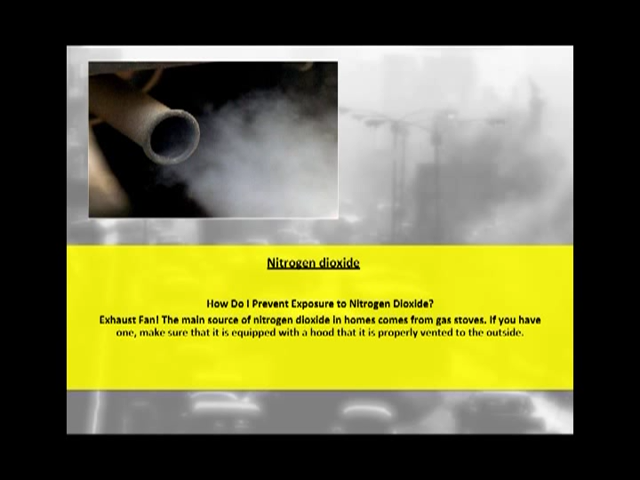 Nitrogen dioxide
How Do I Prevent Exposure to Nitrogen Dioxide?
Exhaust Fan! The main source of nitrogen dioxide in homes comes from gas stoves. If you have
one, make sure that it is equipped with a hood that it is properly vented to the outside.